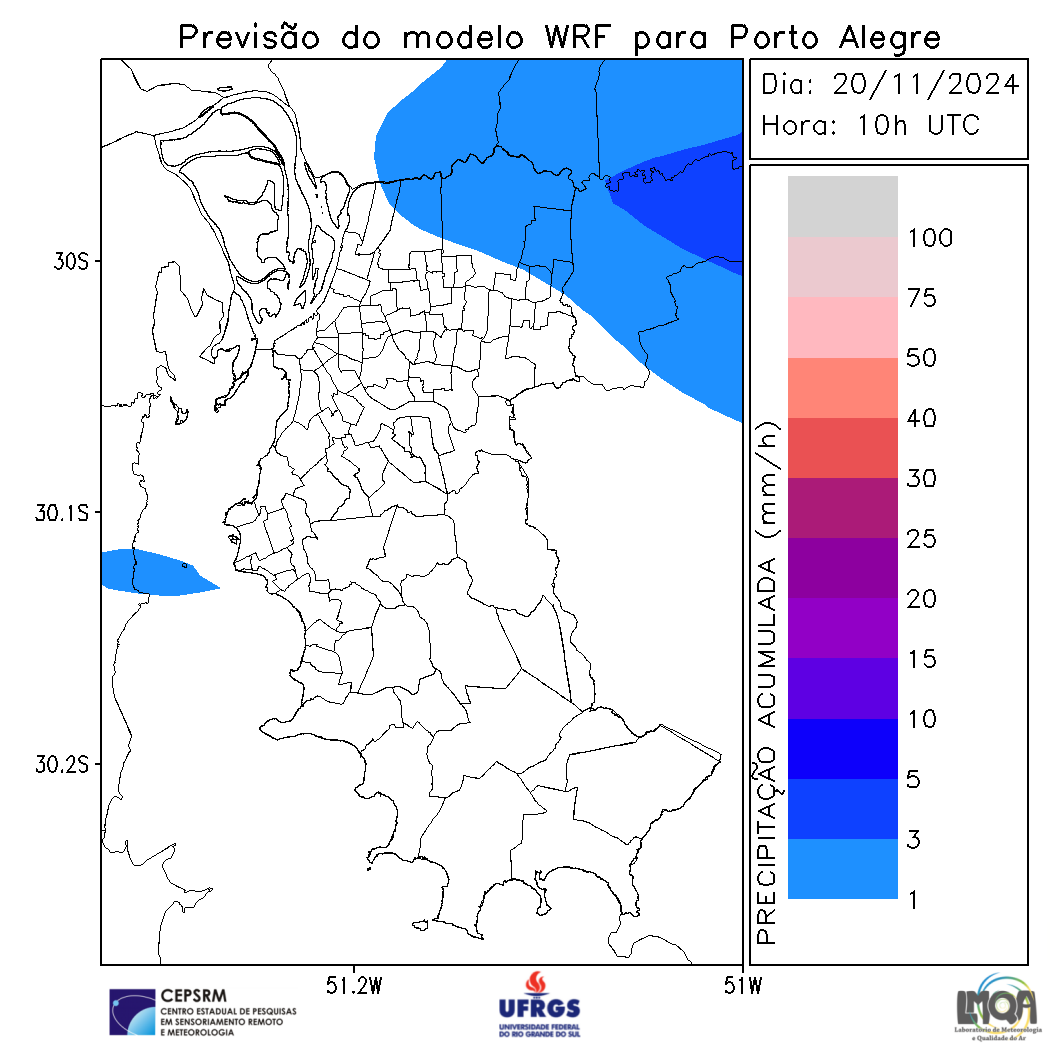 Previsão do modelo WRF para Porto Alegre
Dia: 20/11/2024
Hora: 10h UTC
30S
30.1S
30.2S
51.2W
51W
PRECIPITAÇÃO ACUMULADA (mm/h)
100
75
50
40
30
25
20
15
10
5
3
1
CEPSRM
CENTRO ESTADUAL DE PESQUISAS
EM SENSORIAMENTO REMOTO
E METEOROLOGIA
UFRGS
UNIVERSIDADE FEDERAL
DO RIO GRANDE DO SUL
LMQA
Laboratório de Meteorologia
e Qualidade do Ar